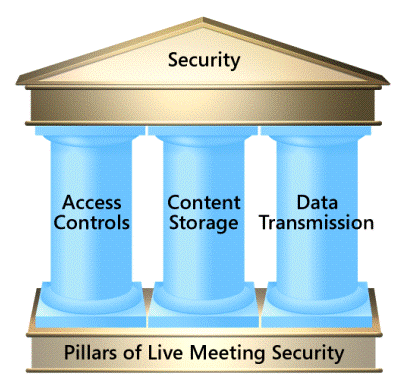 Security
Access
Controls
Content
Storage
Data
Transmission
Pillars of Live Meeting Security